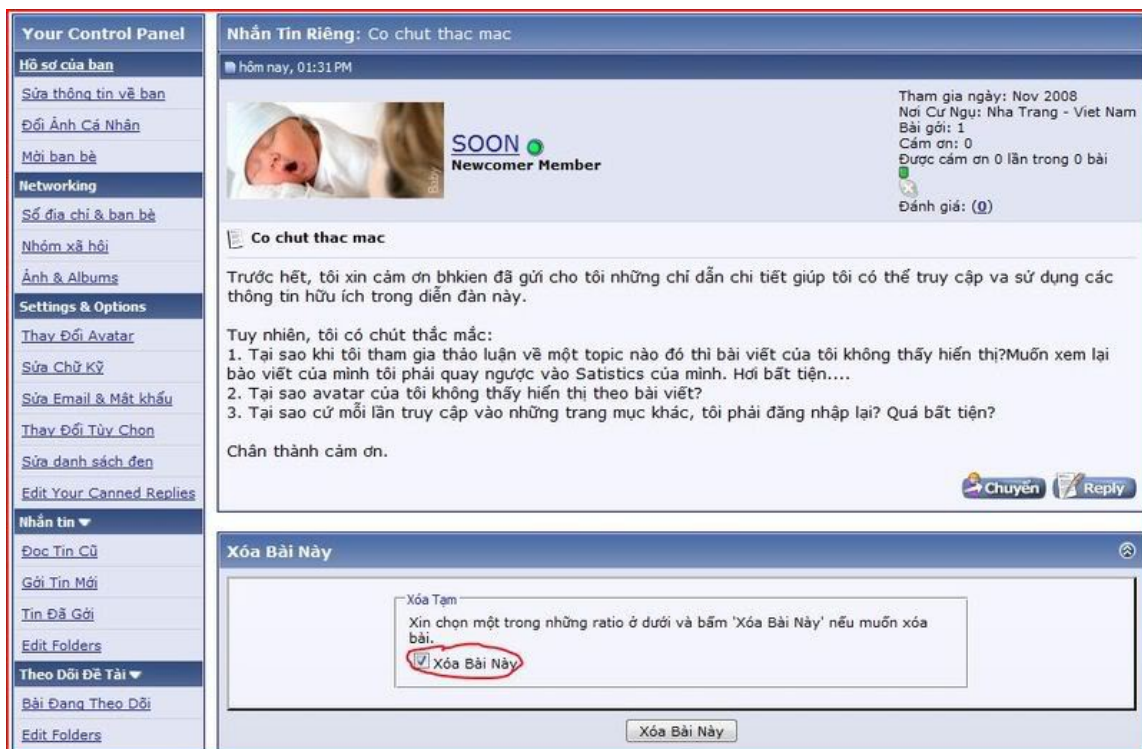 Your Control Panel
Hồ sơ của bạn
Sửa thông tin về bạn
Đổi Ảnh Cá Nhân
Mời bạn bè
Networking
Số địa chỉ & bạn bè
Nhóm xã hội
Ảnh & Albums
Settings & Options
Thay Đổi Avatar
Sửa Chữ Ký
Sửa Email & Mật khẩu
Thay Đổi Tùy Chọn
Sửa danh sách đen
Edit Your Canned Replies
Nhắn tin
Đọc Tin Cũ
Gởi Tin Mới
Tin Đã Gởi
Edit Folders
Theo Dõi Đề Tài
Bài Đang Theo Dõi
Edit Folders
Nhắn Tin Riêng: Co chut thac mac
hôm nay, 01:31 PM
Baby
SOON
Newcomer Member
Tham gia ngày: Nov 2008
Nơi Cư Ngụ: Nha Trang - Viet Nam
Bài gởi: 1
Cám ơn: 0
Được cám ơn 0 lần trong 0 bài
Đánh giá: (0)
Co chut thac mac
Trước hết, tôi xin cảm ơn bhkien đã gửi cho tôi những chỉ dẫn chi tiết giúp tôi có thể truy cập va sử dụng các
thông tin hữu ích trong diễn đàn này.
Tuy nhiên, tôi có chút thắc mắc:
1. Tại sao khi tôi tham gia thảo luận về một topic nào đó thì bài viết của tôi không thấy hiển thị?Muốn xem lại
bào viết của mình tôi phải quay ngược vào Satistics của mình. Hơi bất tiện....
2. Tại sao avatar của tôi không thấy hiển thị theo bài viết?
3. Tại sao cứ mỗi lần truy cập vào những trang mục khác, tôi phải đăng nhập lại? Quá bất tiện?
Chân thành cảm ơn.
Chuyển
Reply
Xóa Bài Này
Xóa Tạm
Xin chọn một trong những ratio ở dưới và bấm 'Xóa Bài Này' nếu muốn xóa
bài.
Xóa Bài Này
Xóa Bài Này